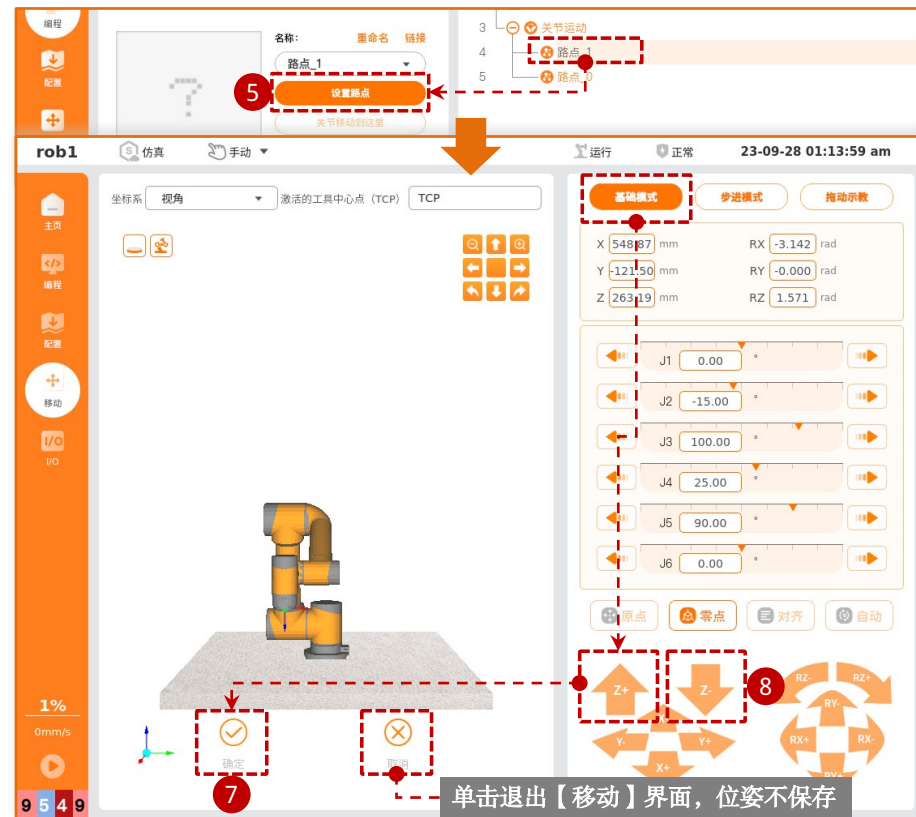 编程
配置
名称: 重命名 链接
路点_1
设置路点
关节移动到这里
5
3 关节运动
4 路点_1
5 路点_0
rob1 仿真 手动 运行 正常 23-09-28 01:13:59 am
主页
编程
配置
移动
I/O
I/O
1%
0mm/s
9 5 4 9
坐标系 视角 激活的工具中心点（TCP） TCP
基础模式 步进模式 拖动示教
X 548.87 mm RX -3.142 rad
Y -121.50 mm RY -0.000 rad
Z 263.19 mm RZ 1.571 rad
J1 0.00 °
J2 -15.00 °
J3 100.00 °
J4 25.00 °
J5 90.00 °
J6 0.00 °
原点 零点 对齐 自动
Z+ Z- 8 RZ- RZ+
RY-
Y- Y+ RX+ RX-
X+ RY+
确定 取消
7
单击退出【移动】界面，位姿不保存